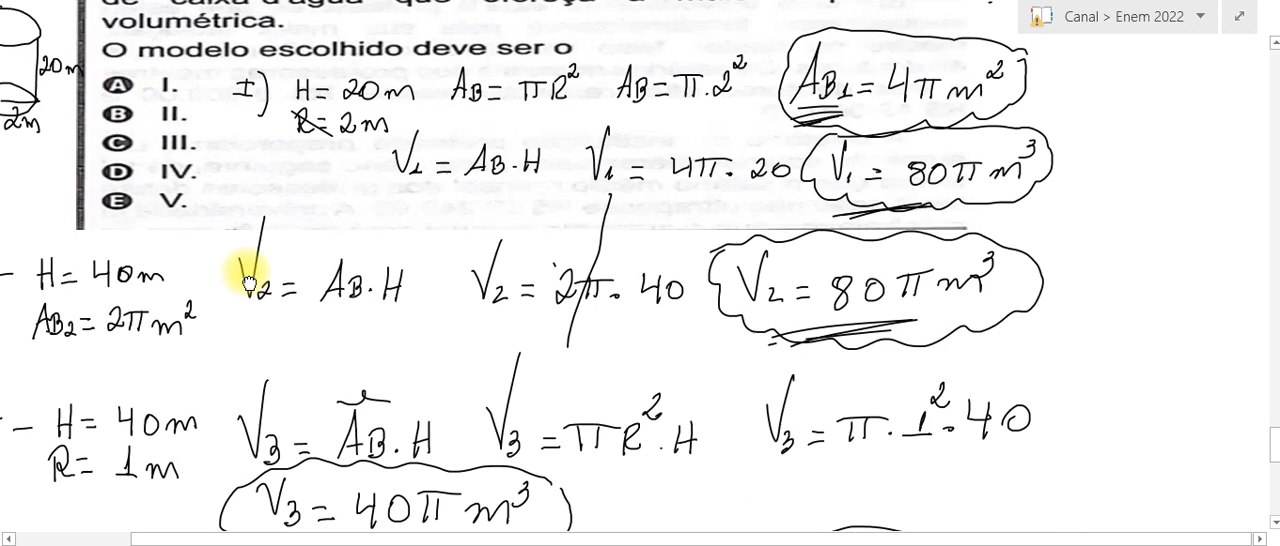 volumétrica.
Canal > Enem 2022
O modelo escolhido deve ser o
20m
2m
A I.
B II.
C III.
D IV.
E V.
I) H = 20m AB = πR² AB = π.2² AB1 = 4π m²
R = 2m
V1 = AB.H V1 = 4π. 20 V1 = 80π m³
- H = 40m V2 = AB.H V2 = 2π. 40 V2 = 80π m³
AB2 = 2π m²
- H = 40m V3 = AB.H V3 = πR².H V3 = π.1².40
R = 1m
V3 = 40π m³